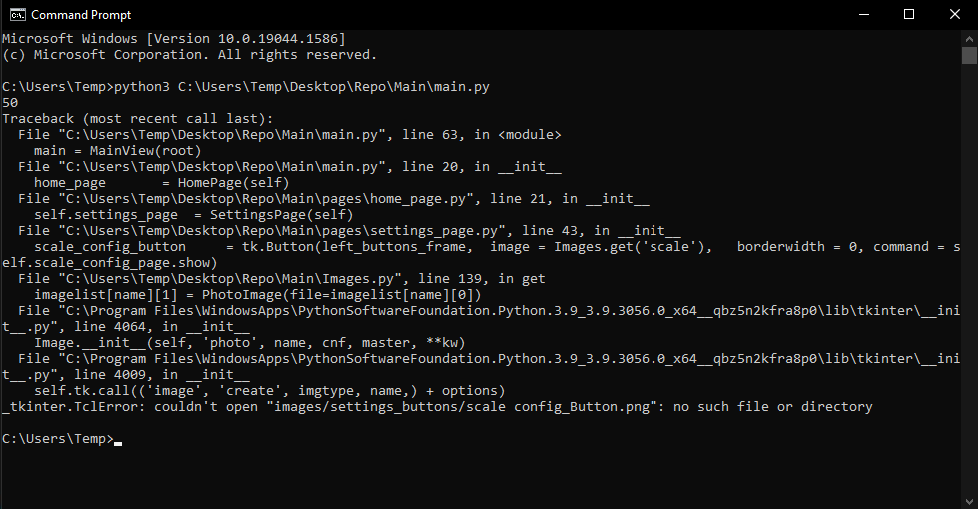 Command Prompt
Microsoft Windows [Version 10.0.19044.1586]
(c) Microsoft Corporation. All rights reserved.
C:\Users\Temp>python3 C:\Users\Temp\Desktop\Repo\Main\main.py
50
Traceback (most recent call last):
  File "C:\Users\Temp\Desktop\Repo\Main\main.py", line 63, in <module>
    main = MainView(root)
  File "C:\Users\Temp\Desktop\Repo\Main\main.py", line 20, in __init__
    home_page       = HomePage(self)
  File "C:\Users\Temp\Desktop\Repo\Main\pages\home_page.py", line 21, in __init__
    self.settings_page  = SettingsPage(self)
  File "C:\Users\Temp\Desktop\Repo\Main\pages\settings_page.py", line 43, in __init__
    scale_config_button     = tk.Button(left_buttons_frame,  image = Images.get('scale'),   borderwidth = 0, command = s
elf.scale_config_page.show)
  File "C:\Users\Temp\Desktop\Repo\Main\Images.py", line 139, in get
    imagelist[name][1] = PhotoImage(file=imagelist[name][0])
  File "C:\Program Files\WindowsApps\PythonSoftwareFoundation.Python.3.9_3.9.3056.0_x64__qbz5n2kfra8p0\lib\tkinter\__ini
t__.py", line 4064, in __init__
    Image.__init__(self, 'photo', name, cnf, master, **kw)
  File "C:\Program Files\WindowsApps\PythonSoftwareFoundation.Python.3.9_3.9.3056.0_x64__qbz5n2kfra8p0\lib\tkinter\__ini
t__.py", line 4009, in __init__
    self.tk.call(('image', 'create', imgtype, name,) + options)
_tkinter.TclError: couldn't open "images/settings_buttons/scale config_Button.png": no such file or directory
C:\Users\Temp>